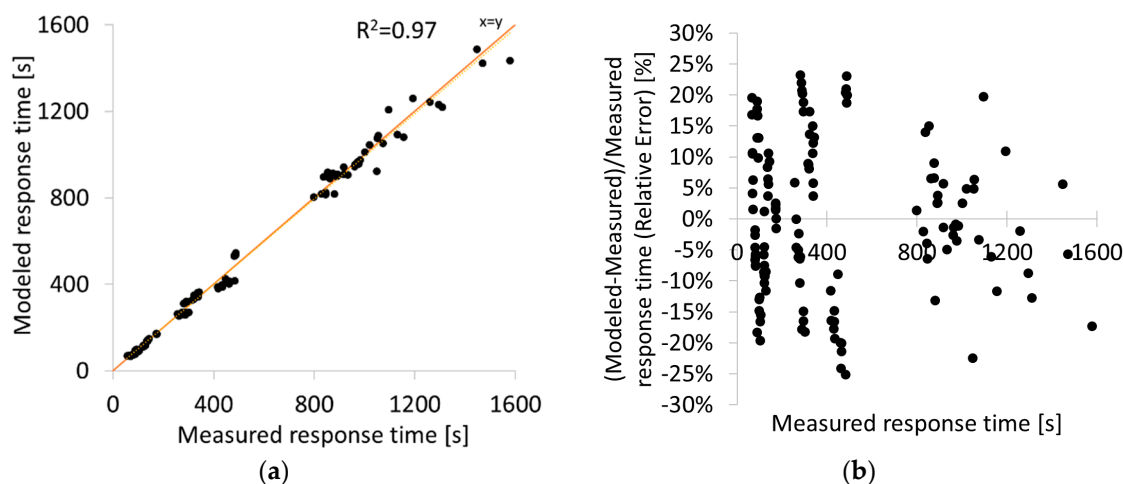 1600
1200
800
400
0
Modeled response time [s]
R²=0.97
x=y
0 400 800 1200 1600
Measured response time [s]
(a)
(Modeled-Measured)/Measured
response time (Relative Error) [%]
30%
25%
20%
15%
10%
5%
0%
-5%
-10%
-15%
-20%
-25%
-30%
0 400 800 1200 1600
Measured response time [s]
(b)